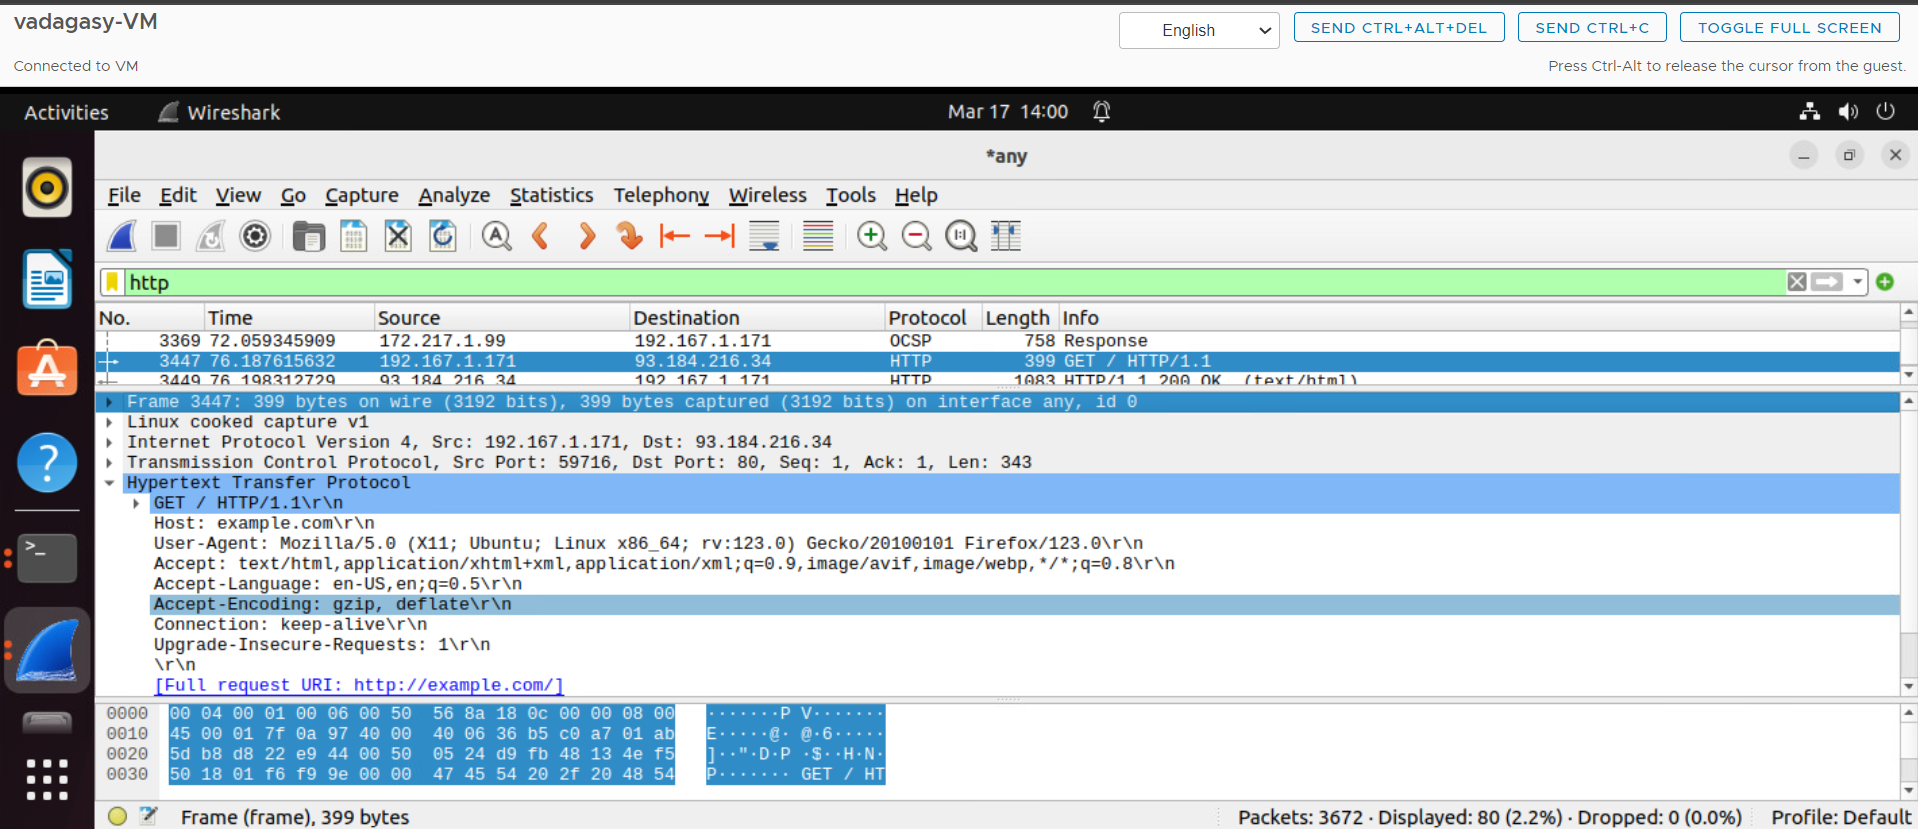 vadagasy-VM
English
SEND CTRL+ALT+DEL
SEND CTRL+C
TOGGLE FULL SCREEN
Connected to VM
Press Ctrl-Alt to release the cursor from the guest.
Activities
Wireshark
Mar 17 14:00
*any
File Edit View Go Capture Analyze Statistics Telephony Wireless Tools Help
http
No. Time Source Destination Protocol Length Info
3369 72.059345909 172.217.1.99 192.167.1.171 OCSP 758 Response
3447 76.187615632 192.167.1.171 93.184.216.34 HTTP 399 GET / HTTP/1.1
3449 76.198312729 93.184.216.34 192.167.1.171 HTTP 1083 HTTP/1.1 200 OK (text/html)
Frame 3447: 399 bytes on wire (3192 bits), 399 bytes captured (3192 bits) on interface any, id 0
Linux cooked capture v1
Internet Protocol Version 4, Src: 192.167.1.171, Dst: 93.184.216.34
Transmission Control Protocol, Src Port: 59716, Dst Port: 80, Seq: 1, Ack: 1, Len: 343
Hypertext Transfer Protocol
GET / HTTP/1.1\r\n
Host: example.com\r\n
User-Agent: Mozilla/5.0 (X11; Ubuntu; Linux x86_64; rv:123.0) Gecko/20100101 Firefox/123.0\r\n
Accept: text/html,application/xhtml+xml,application/xml;q=0.9,image/avif,image/webp,*/*;q=0.8\r\n
Accept-Language: en-US,en;q=0.5\r\n
Accept-Encoding: gzip, deflate\r\n
Connection: keep-alive\r\n
Upgrade-Insecure-Requests: 1\r\n
\r\n
[Full request URI: http://example.com/]
0000 00 04 00 01 00 06 00 50 56 8a 18 0c 00 00 08 00 ·······P V·······
0010 45 00 01 7f 0a 97 40 00 40 06 36 b5 c0 a7 01 ab E·····@· @·6·····
0020 5d b8 d8 22 e9 44 00 50 05 24 d9 fb 48 13 4e f5 ]··"·D·P ·$··H·N·
0030 50 18 01 f6 f9 9e 00 00 47 45 54 20 2f 20 48 54 P······· GET / HT
Frame (frame), 399 bytes
Packets: 3672 · Displayed: 80 (2.2%) · Dropped: 0 (0.0%)
Profile: Default